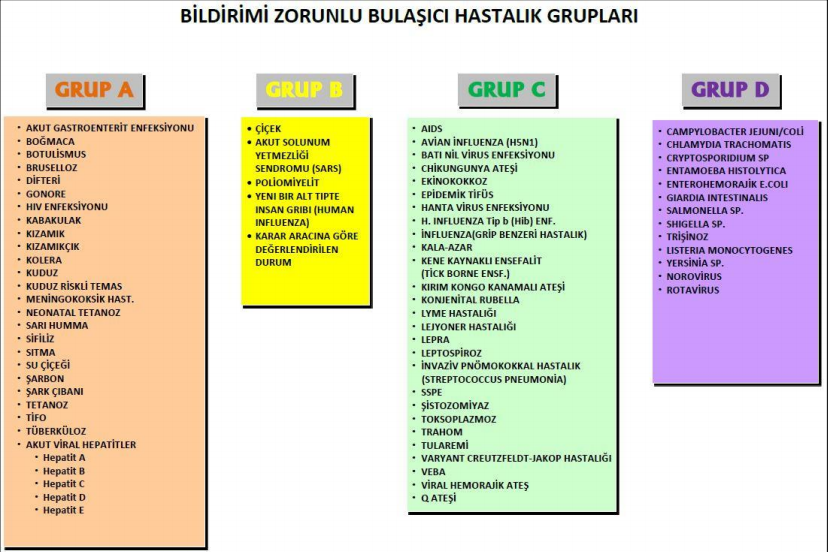 BİLDİRİMİ ZORUNLU BULAŞICI HASTALIK GRUPLARI
GRUP A
• AKUT GASTROENTERİT ENFEKSİYONU
• BOĞMACA
• BOTULİSMUS
• BRUSELLOZ
• DİFTERİ
• GONORE
• HIV ENFEKSİYONU
• KABAKULAK
• KIZAMIK
• KIZAMIKÇIK
• KOLERA
• KUDUZ
• KUDUZ RİSKLİ TEMAS
• MENİNGOKOKSİK HAST.
• NEONATAL TETANOZ
• SARI HUMMA
• SİFİLİZ
• SITMA
• SU ÇİÇEĞİ
• ŞARBON
• ŞARK ÇIBANI
• TETANOZ
• TİFO
• TÜBERKÜLOZ
• AKUT VİRAL HEPATİTLER
• Hepatit A
• Hepatit B
• Hepatit C
• Hepatit D
• Hepatit E
GRUP B
• ÇİÇEK
• AKUT SOLUNUM
YETMEZLİĞİ
SENDROMU (SARS)
• POLİOMİYELİT
• YENI BIR ALT TIPTE
INSAN GRIBI (HUMAN
INFLUENZA)
• KARAR ARACINA GÖRE
DEĞERLENDİRİLEN
DURUM
GRUP C
• AIDS
• AVİAN İNFLUENZA (H5N1)
• BATI NİL VİRUS ENFEKSİYONU
• CHİKUNGUNYA ATEŞİ
• EKİNOKOKKOZ
• EPİDEMİK TİFÜS
• HANTA VİRUS ENFEKSİYONU
• H. INFLUENZA Tip b (Hib) ENF.
• İNFLUENZA(GRİP BENZERİ HASTALIK)
• KALA-AZAR
• KENE KAYNAKLI ENSEFALİT
(TİCK BORNE ENSF.)
• KIRIM KONGO KANAMALI ATEŞİ
• KONJENİTAL RUBELLA
• LYME HASTALIĞI
• LEJYONER HASTALIĞI
• LEPRA
• LEPTOSPİROZ
• İNVAZİV PNÖMOKOKKAL HASTALIK
(STREPTOCOCCUS PNEUMONİA)
• SSPE
• ŞİSTOZOMİYAZ
• TOKSOPLAZMOZ
• TRAHOM
• TULAREMİ
• VARYANT CREUTZFELDT-JAKOP HASTALIĞI
• VEBA
• VİRAL HEMORAJİK ATEŞ
• Q ATEŞİ
GRUP D
• CAMPYLOBACTER JEJUNI/COLİ
• CHLAMYDIA TRACHOMATIS
• CRYPTOSPORIDIUM SP
• ENTAMOEBA HISTOLYTICA
• ENTEROHEMORAJİK E.COLI
• GIARDIA INTESTINALIS
• SALMONELLA SP.
• SHIGELLA SP.
• TRİŞİNOZ
• LISTERIA MONOCYTOGENES
• YERSİNİA SP.
• NOROVİRUS
• ROTAVİRUS